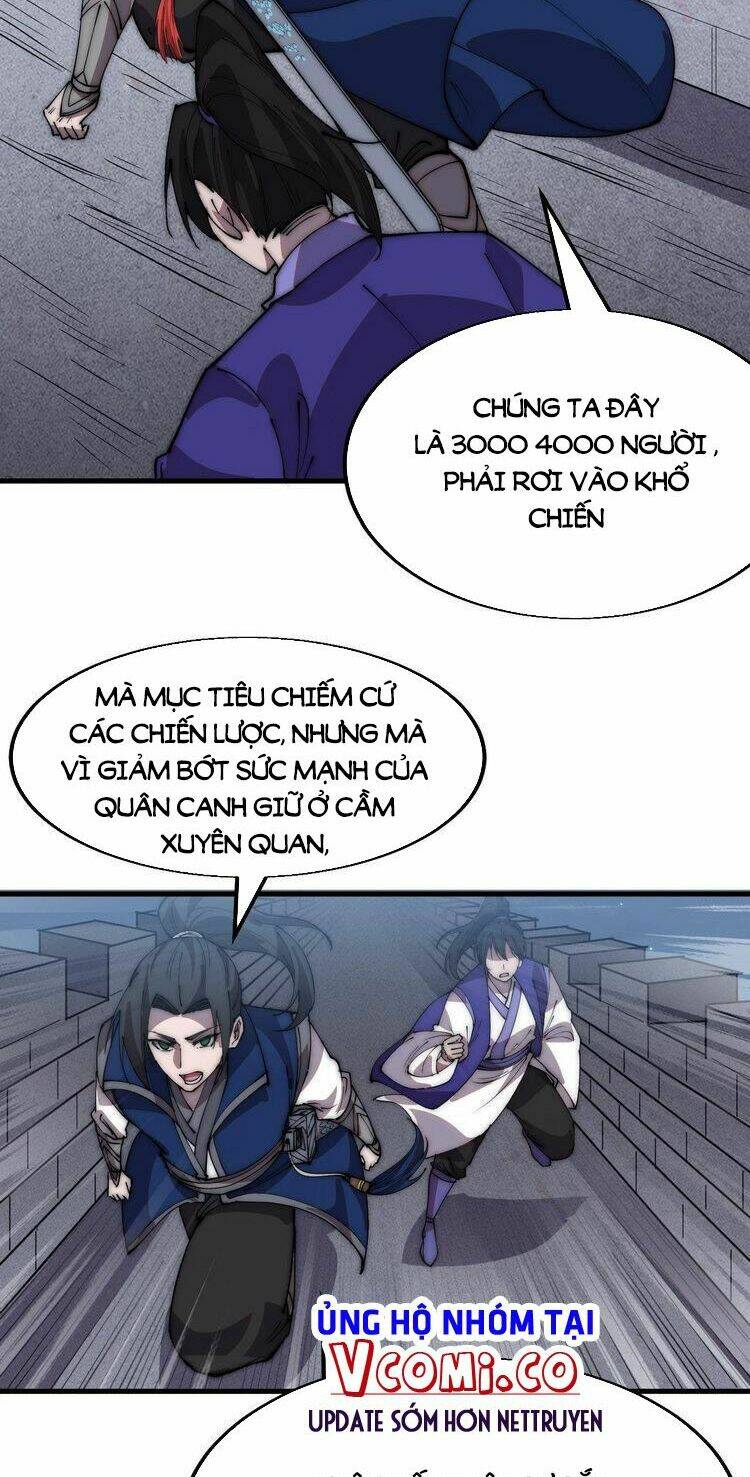 CHÚNG TA ĐÂY
LÀ 3000 4000 NGƯỜI,
PHẢI RƠI VÀO KHỔ
CHIẾN
MÀ MỤC TIÊU CHIẾM CỨ
CÁC CHIẾN LƯỢC, NHƯNG MÀ
VÌ GIẢM BỚT SỨC MẠNH CỦA
QUÂN CANH GIỮ Ở CẦM
XUYÊN QUAN,
ỦNG HỘ NHÓM TẠI
VCOMI.CO
UPDATE SỚM HƠN NETTRUYEN